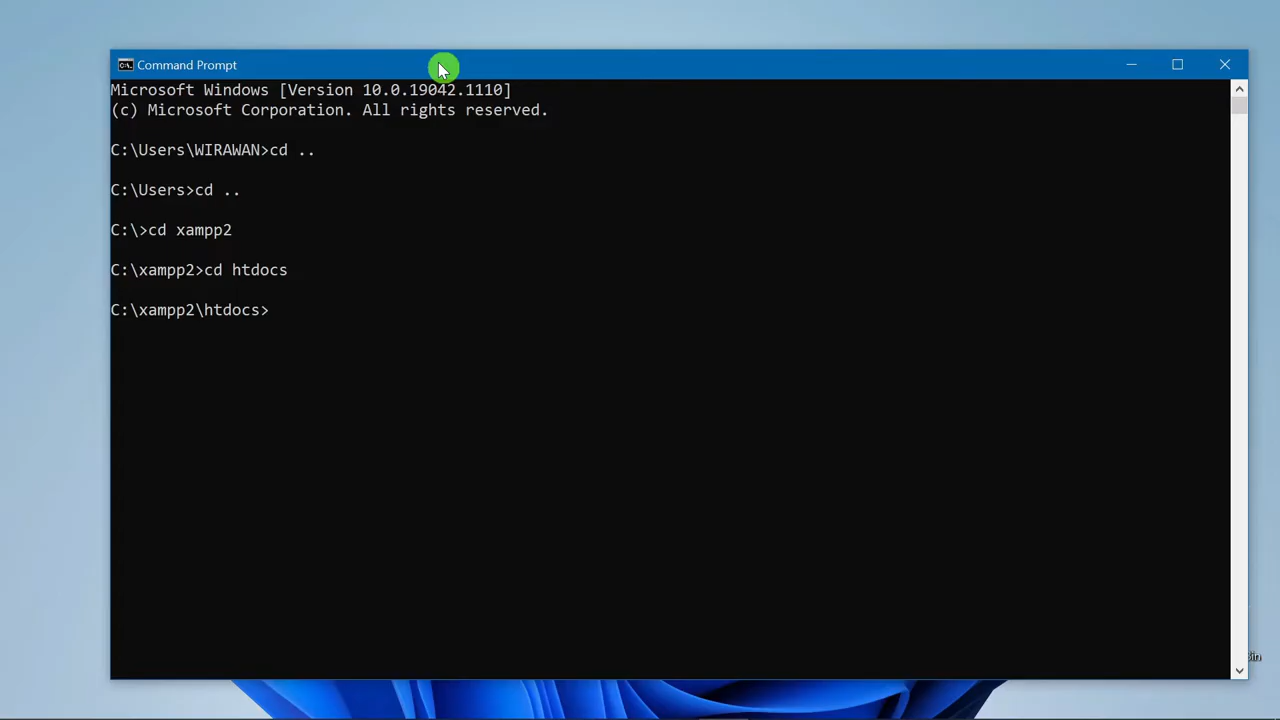 Command Prompt
Microsoft Windows [Version 10.0.19042.1110]
(c) Microsoft Corporation. All rights reserved.
C:\Users\WIRAWAN>cd ..
C:\Users>cd ..
C:\>cd xampp2
C:\xampp2>cd htdocs
C:\xampp2\htdocs>